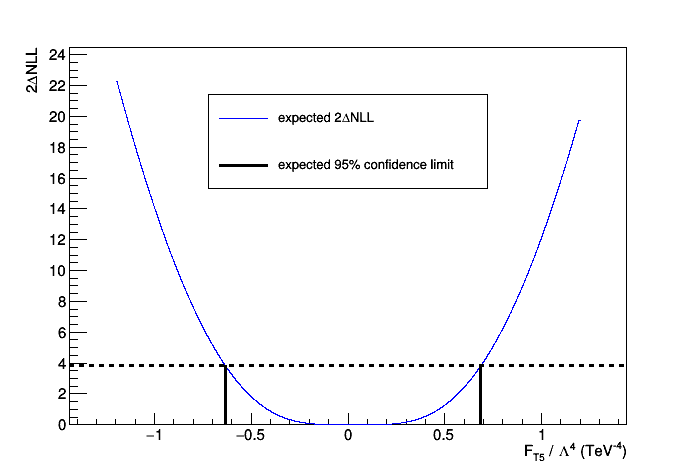 2ΔNLL
24
22
20
18
16
14
12
10
8
6
4
2
0
expected 2ΔNLL
expected 95% confidence limit
−1 −0.5 0 0.5 1
F_T5 / Λ^4 (TeV^-4)